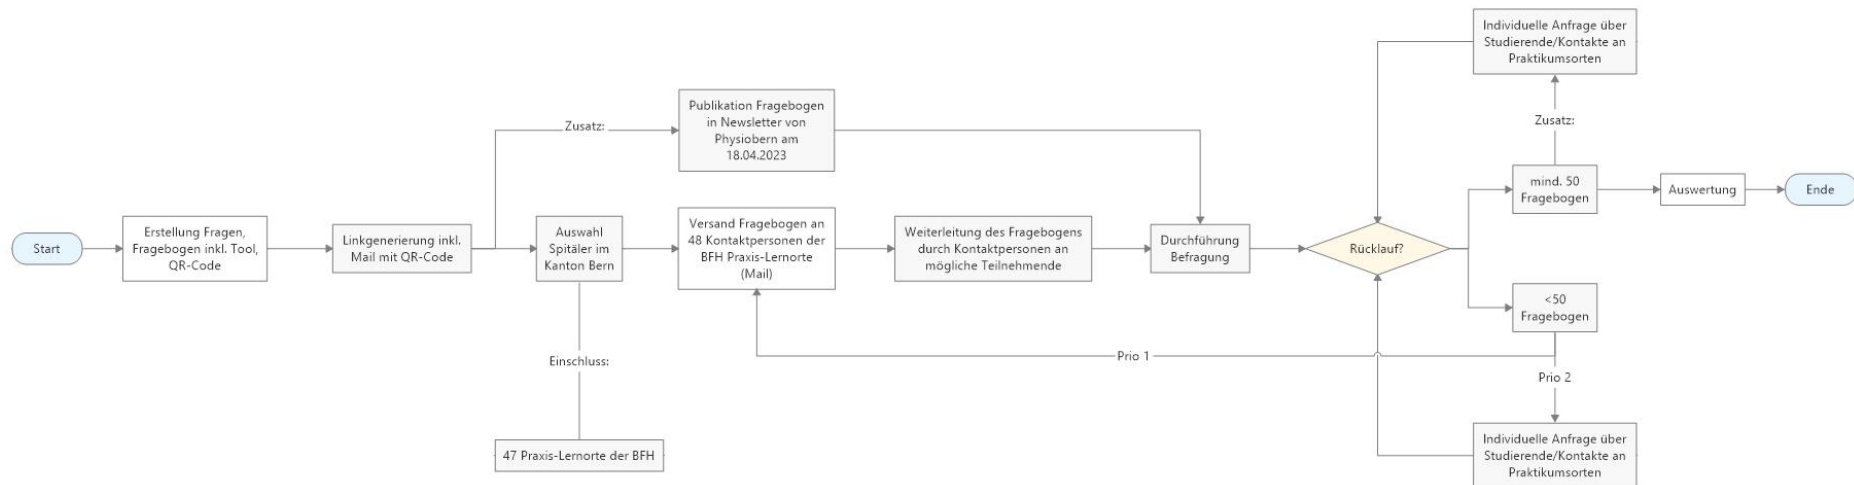 Start
Erstellung Fragen,
Fragebogen inkl. Tool,
QR-Code
Linkgenerierung inkl.
Mail mit QR-Code
Zusatz:
Publikation Fragebogen
in Newsletter von
Physiobern am
18.04.2023
Auswahl
Spitäler im
Kanton Bern
Einschluss:
47 Praxis-Lernorte der BFH
Versand Fragebogen an
48 Kontaktpersonen der
BFH Praxis-Lernorte
(Mail)
Weiterleitung des Fragebogens
durch Kontaktpersonen an
mögliche Teilnehmende
Durchführung
Befragung
Rücklauf?
mind. 50
Fragebogen
Zusatz:
Individuelle Anfrage über
Studierende/Kontakte an
Praktikumsorten
Auswertung
Ende
<50
Fragebogen
Prio 1
Prio 2
Individuelle Anfrage über
Studierende/Kontakte an
Praktikumsorten